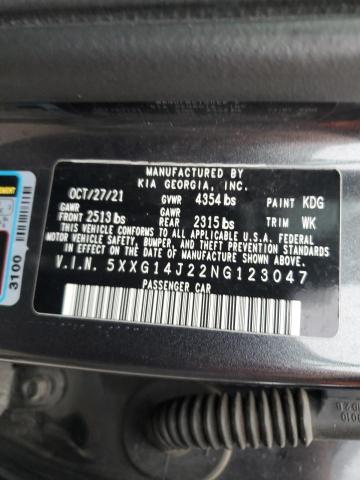 MANUFACTURED BY
KIA GEORGIA, INC.
OCT/27/21 GVWR 4354 lbs PAINT KDG
GAWR GAWR
FRONT 2513 lbs REAR 2315 lbs TRIM WK
THIS VEHICLE CONFORMS TO ALL APPLICABLE U.S.A. FEDERAL
MOTOR VEHICLE SAFETY, BUMPER, AND THEFT PREVENTION
STANDARDS IN EFFECT ON THE DATE OF MANUFACTURE SHOWN ABOVE.
V.I.N. 5XXG14J22NG123047
PASSENGER CAR
3100